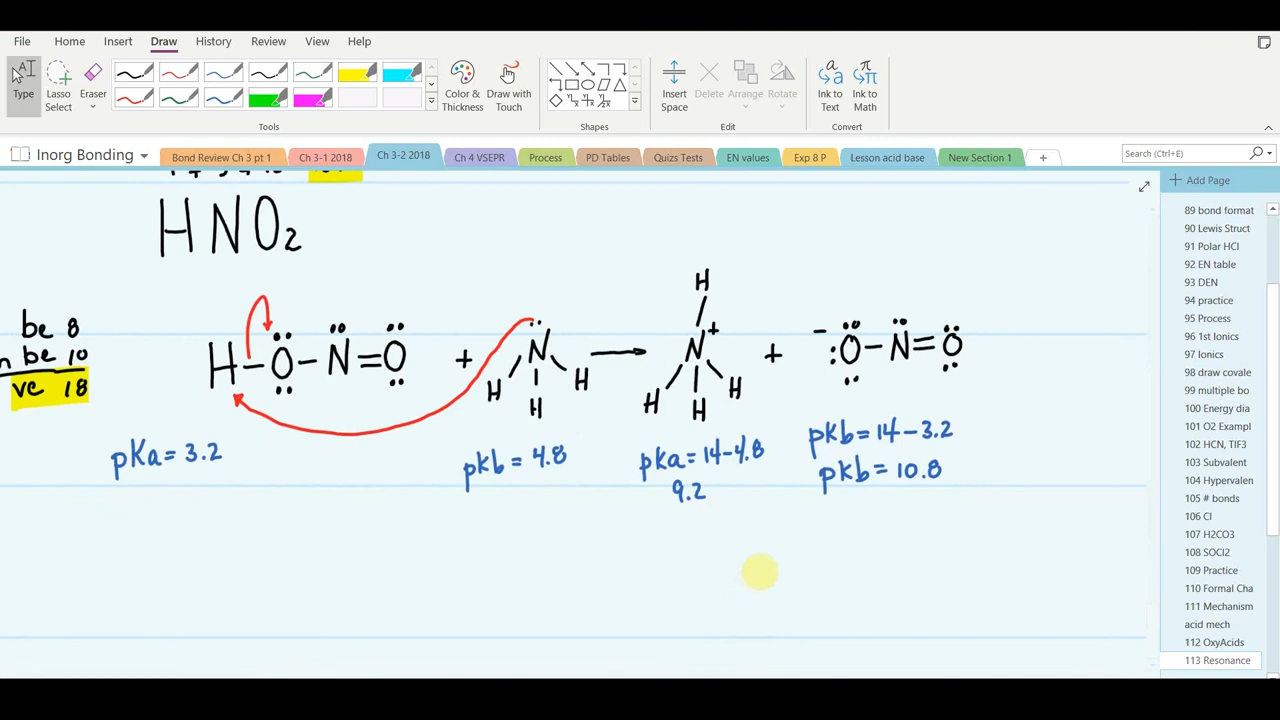 File Home Insert Draw History Review View Help
Type
Lasso Select
Eraser
Color & Thickness
Draw with Touch
Insert Space
Delete
Arrange
Rotate
Ink to Text
Ink to Math
Tools
Shapes
Edit
Convert
Inorg Bonding
Bond Review Ch 3 pt 1
Ch 3-1 2018
Ch 3-2 2018
Ch 4 VSEPR
Process
PD Tables
Quizs Tests
EN values
Exp 8 P
Lesson acid base
New Section 1
Search (Ctrl+E)
Add Page
89 bond format
90 Lewis Struct
91 Polar HCl
92 EN table
93 DEN
94 practice
95 Process
96 1st Ionics
97 Ionics
98 draw covale
99 multiple bo
100 Energy dia
101 O2 Exampl
102 HCN, TIF3
103 Subvalent
104 Hypervalen
105 # bonds
106 CI
107 H2CO3
108 SOCl2
109 Practice
110 Formal Cha
111 Mechanism
acid mech
112 OxyAcids
113 Resonance
HNO₂
be 8
n be 10
ve 18
H-O-N=O + N H H H → H N+ H H H + -O-N=O
pKa = 3.2
pKb = 4.8
pKa = 14-4.8
9.2
pKb = 14-3.2
pKb = 10.8